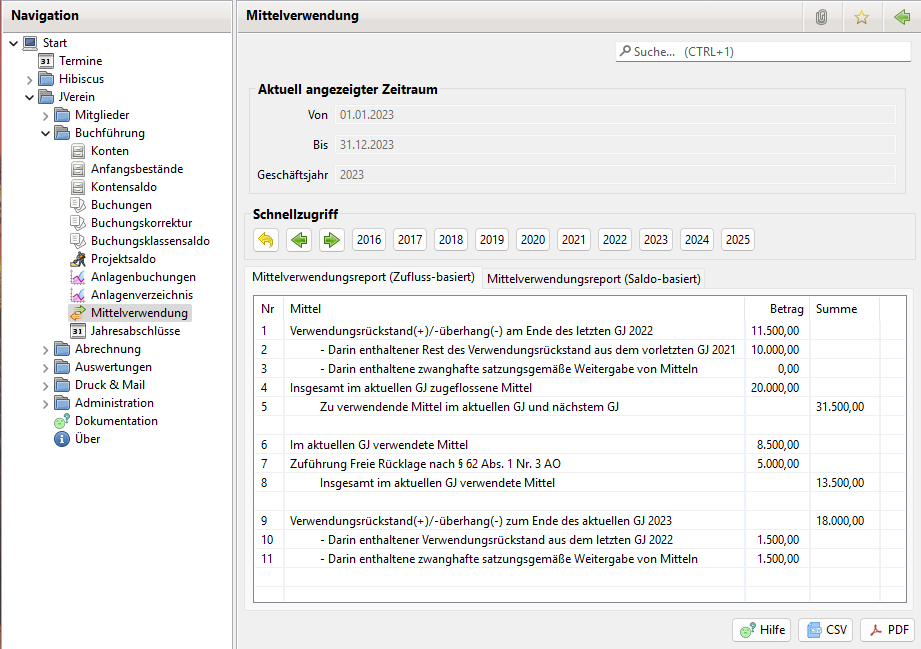 Navigation
Start
31 Termine
Hibiscus
JVerein
Mitglieder
Buchführung
Konten
Anfangsbestände
Kontensaldo
Buchungen
Buchungskorrektur
Buchungsklassensaldo
Projektsaldo
Anlagenbuchungen
Anlagenverzeichnis
Mittelverwendung
31 Jahresabschlüsse
Abrechnung
Auswertungen
Druck & Mail
Administration
Dokumentation
Über
Mittelverwendung
Suche... (CTRL+1)
Aktuell angezeigter Zeitraum
Von 01.01.2023
Bis 31.12.2023
Geschäftsjahr 2023
Schnellzugriff
2016 2017 2018 2019 2020 2021 2022 2023 2024 2025
Mittelverwendungsreport (Zufluss-basiert) Mittelverwendungsreport (Saldo-basiert)
Nr Mittel Betrag Summe
1 Verwendungsrückstand(+)/-überhang(-) am Ende des letzten GJ 2022 11.500,00
2 - Darin enthaltener Rest des Verwendungsrückstand aus dem vorletzten GJ 2021 10.000,00
3 - Darin enthaltene zwanghafte satzungsgemäße Weitergabe von Mitteln 0,00
4 Insgesamt im aktuellen GJ zugeflossene Mittel 20.000,00
5 Zu verwendende Mittel im aktuellen GJ und nächstem GJ 31.500,00
6 Im aktuellen GJ verwendete Mittel 8.500,00
7 Zuführung Freie Rücklage nach § 62 Abs. 1 Nr. 3 AO 5.000,00
8 Insgesamt im aktuellen GJ verwendete Mittel 13.500,00
9 Verwendungsrückstand(+)/-überhang(-) zum Ende des aktuellen GJ 2023 18.000,00
10 - Darin enthaltener Verwendungsrückstand aus dem letzten GJ 2022 1.500,00
11 - Darin enthaltene zwanghafte satzungsgemäße Weitergabe von Mitteln 1.500,00
Hilfe CSV PDF